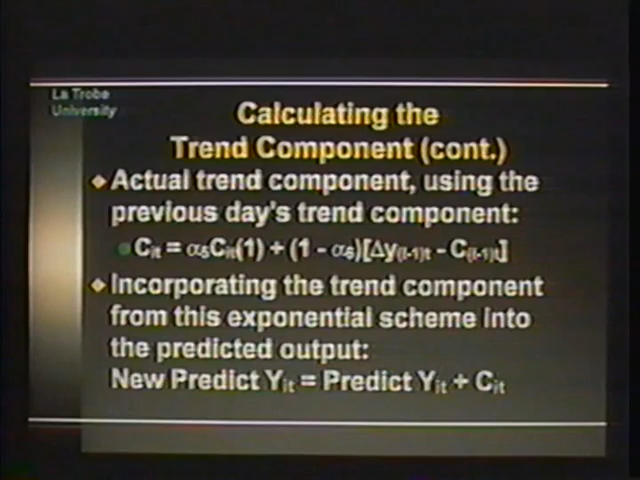 La Trobe
University
Calculating the
Trend Component (cont.)
Actual trend component, using the
previous day's trend component:
Cit = α5Cit(1) + (1 - α6)[Δy(i-1)t - C(i-1)t]
Incorporating the trend component
from this exponential scheme into
the predicted output:
New Predict Yit = Predict Yit + Cit